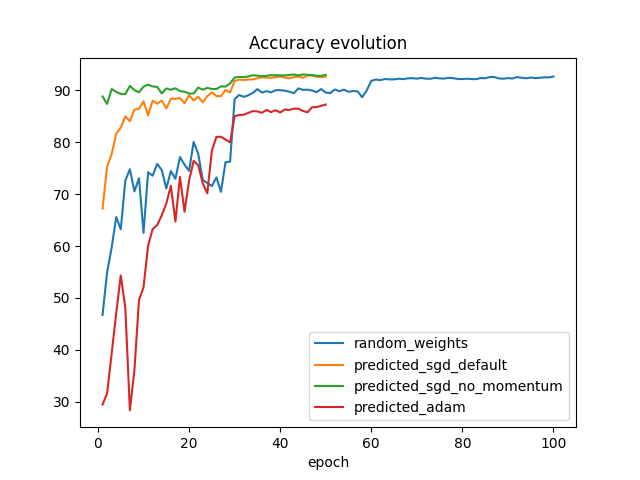 Accuracy evolution
90
80
70
60
50
40
30
0 20 40 60 80 100
epoch
random_weights
predicted_sgd_default
predicted_sgd_no_momentum
predicted_adam